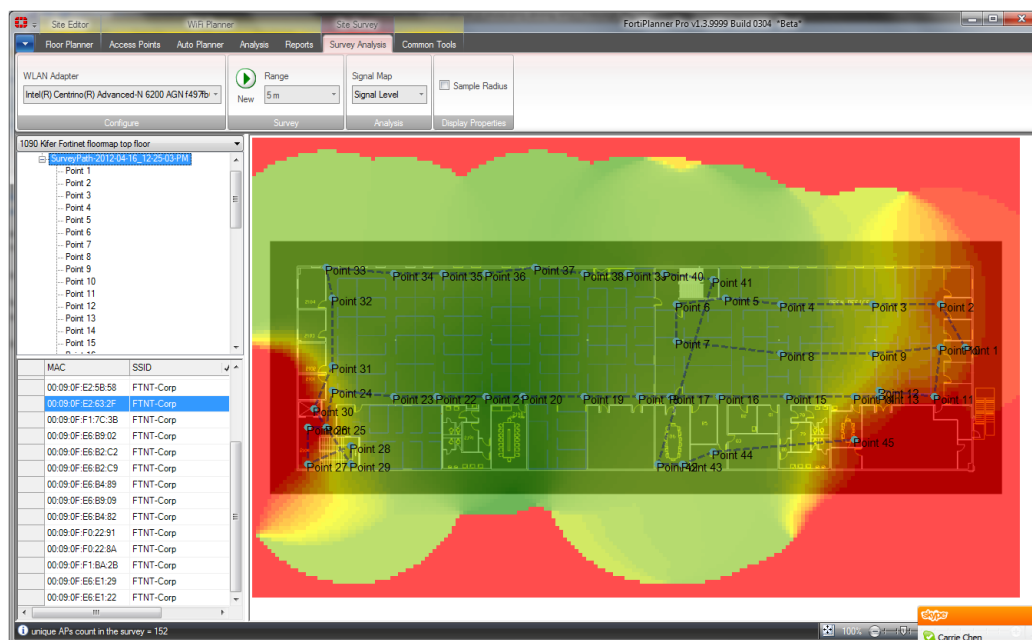 Site Editor WiFi Planner Site Survey FortiPlanner Pro v1.3.9999 Build 0304 *Beta*
Floor Planner Access Points Auto Planner Analysis Reports Survey Analysis Common Tools
WLAN Adapter Range Signal Map Sample Radius
Intel(R) Centrino(R) Advanced-N 6200 AGN New 5 m Signal Level
Configure Survey Analysis Display Properties
1090 Kifer Fortinet floormap top floor
SurveyPath-2012-04-16_12-25-03-PM
Point 1
Point 2
Point 3
Point 4
Point 5
Point 6
Point 7
Point 8
Point 9
Point 10
Point 11
Point 12
Point 13
Point 14
Point 15
MAC SSID
00:09:0F:E2:5B:58 FTNT-Corp
00:09:0F:E2:63:2F FTNT-Corp
00:09:0F:F1:7C:3B FTNT-Corp
00:09:0F:E6:B9:02 FTNT-Corp
00:09:0F:E6:B2:C2 FTNT-Corp
00:09:0F:E6:B2:C9 FTNT-Corp
00:09:0F:E6:B4:89 FTNT-Corp
00:09:0F:E6:B9:09 FTNT-Corp
00:09:0F:E6:B4:82 FTNT-Corp
00:09:0F:F0:22:91 FTNT-Corp
00:09:0F:F0:22:8A FTNT-Corp
00:09:0F:F1:BA:2B FTNT-Corp
00:09:0F:E6:E1:29 FTNT-Corp
00:09:0F:E6:E1:22 FTNT-Corp
Point 33 Point 34 Point 35 Point 36 Point 37 Point 38 Point 40
Point 41
Point 32 Point 6 Point 5 Point 4 Point 3 Point 2
Point 7 Point 8 Point 9 Point 1
Point 31
Point 24 Point 23 Point 22 Point 20 Point 19 Point 17 Point 16 Point 15 Point 12 Point 11
Point 30
Point 25
Point 28 Point 45
Point 27 Point 29 Point 43 Point 44
unique APs count in the survey = 152
100%
skype
Carrie Chen